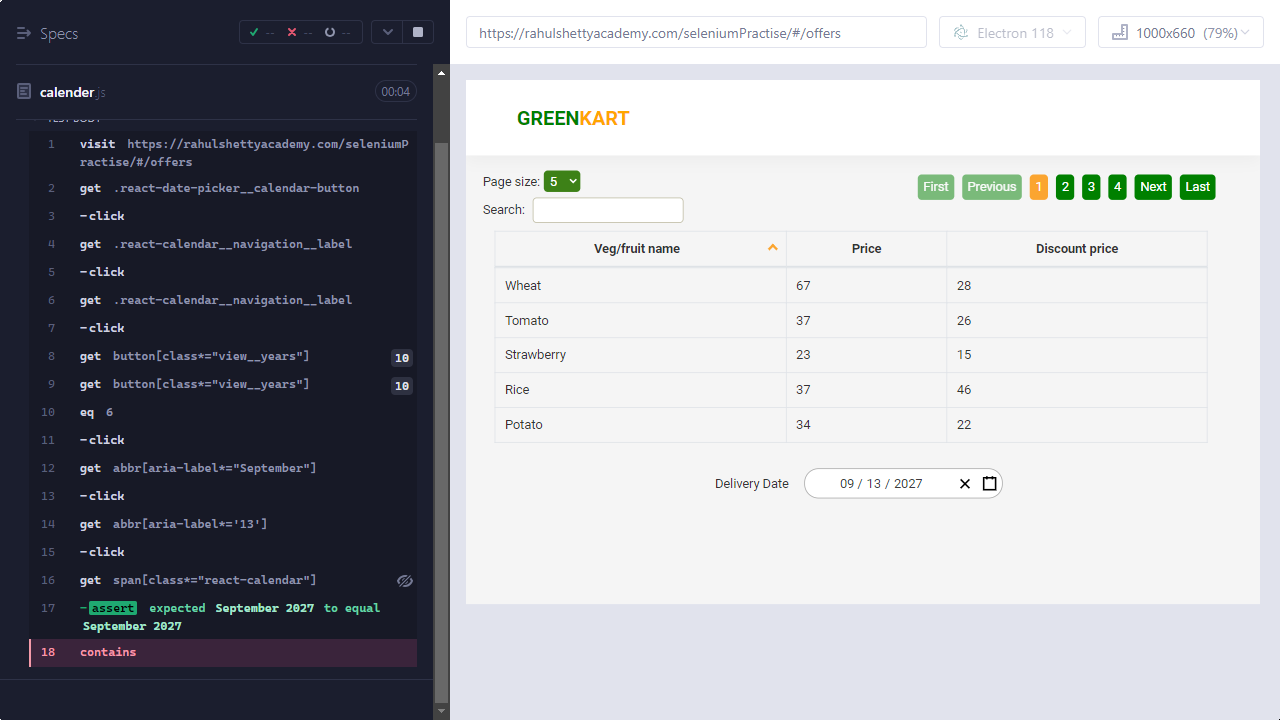 Specs
--
--
--
https://rahulshettyacademy.com/seleniumPractise/#/offers
Electron 118
1000x660 (79%)
calender.js
00:04
TEST BODY
1 visit https://rahulshettyacademy.com/seleniumP
ractise/#/offers
2 get .react-date-picker__calendar-button
3 -click
4 get .react-calendar__navigation__label
5 -click
6 get .react-calendar__navigation__label
7 -click
8 get button[class*="view__years"] 10
9 get button[class*="view__years"] 10
10 eq 6
11 -click
12 get abbr[aria-label*="September"]
13 -click
14 get abbr[aria-label*='13']
15 -click
16 get span[class*="react-calendar"]
17 -assert expected September 2027 to equal
September 2027
18 contains
GREENKART
Page size: 5
First Previous 1 2 3 4 Next Last
Search:
Veg/fruit name Price Discount price
Wheat 67 28
Tomato 37 26
Strawberry 23 15
Rice 37 46
Potato 34 22
Delivery Date 09 / 13 / 2027